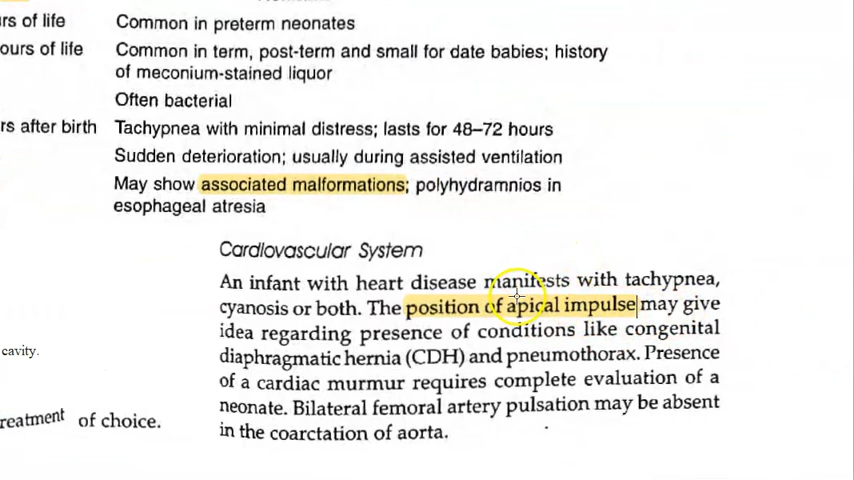 rs of life Common in preterm neonates
ours of life Common in term, post-term and small for date babies; history
of meconium-stained liquor
Often bacterial
rs after birth Tachypnea with minimal distress; lasts for 48–72 hours
Sudden deterioration; usually during assisted ventilation
May show associated malformations; polyhydramnios in
esophageal atresia
Cardiovascular System
An infant with heart disease manifests with tachypnea,
cyanosis or both. The position of apical impulse may give
idea regarding presence of conditions like congenital
diaphragmatic hernia (CDH) and pneumothorax. Presence
of a cardiac murmur requires complete evaluation of a
neonate. Bilateral femoral artery pulsation may be absent
in the coarctation of aorta.
cavity.
reatment of choice.